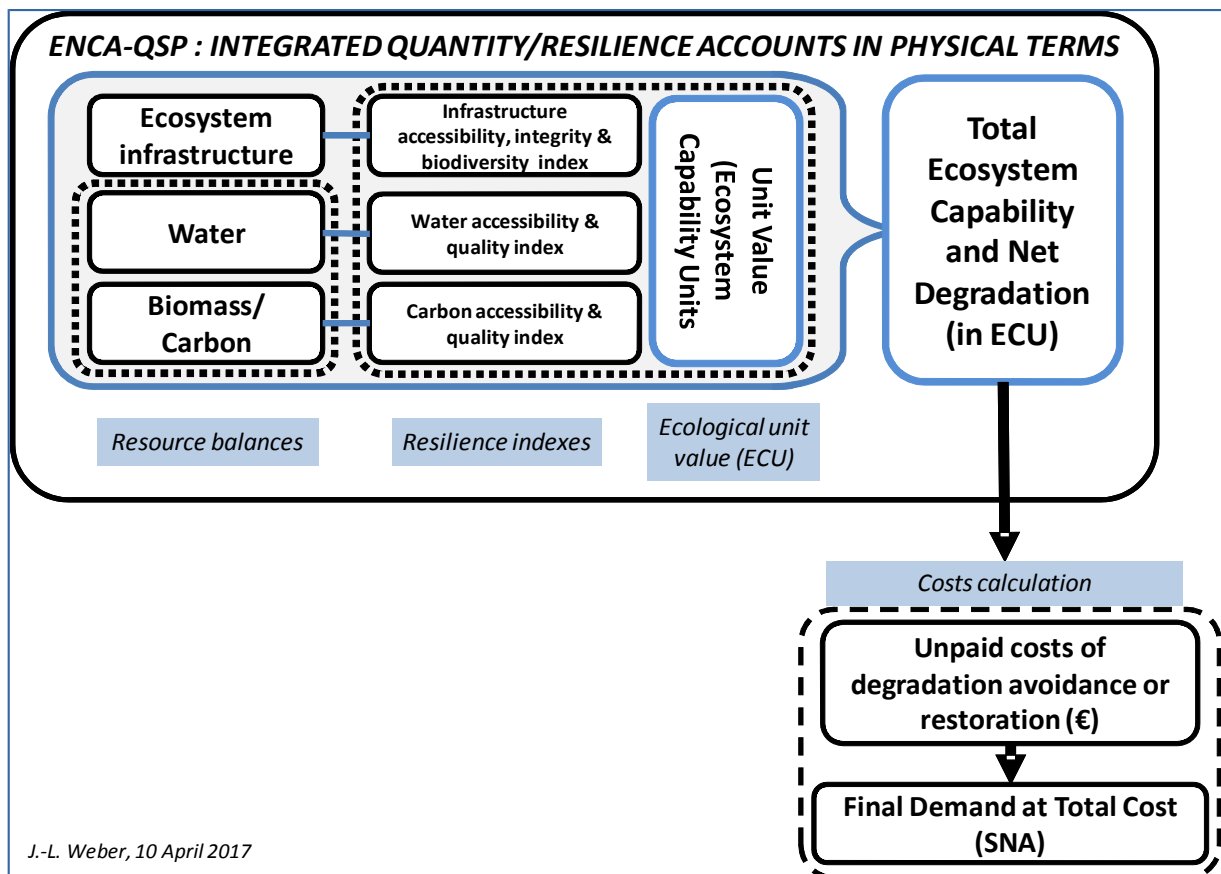 ENCA-QSP : INTEGRATED QUANTITY/RESILIENCE ACCOUNTS IN PHYSICAL TERMS
Ecosystem
infrastructure
Infrastructure
accessibility, integrity &
biodiversity index
Water
Water accessibility &
quality index
Biomass/
Carbon
Carbon accessibility &
quality index
Unit Value
(Ecosystem
Capability Units
Total
Ecosystem
Capability
and Net
Degradation
(in ECU)
Resource balances
Resilience indexes
Ecological unit
value (ECU)
Costs calculation
Unpaid costs of
degradation avoidance or
restoration (€)
Final Demand at Total Cost
(SNA)
J.-L. Weber, 10 April 2017